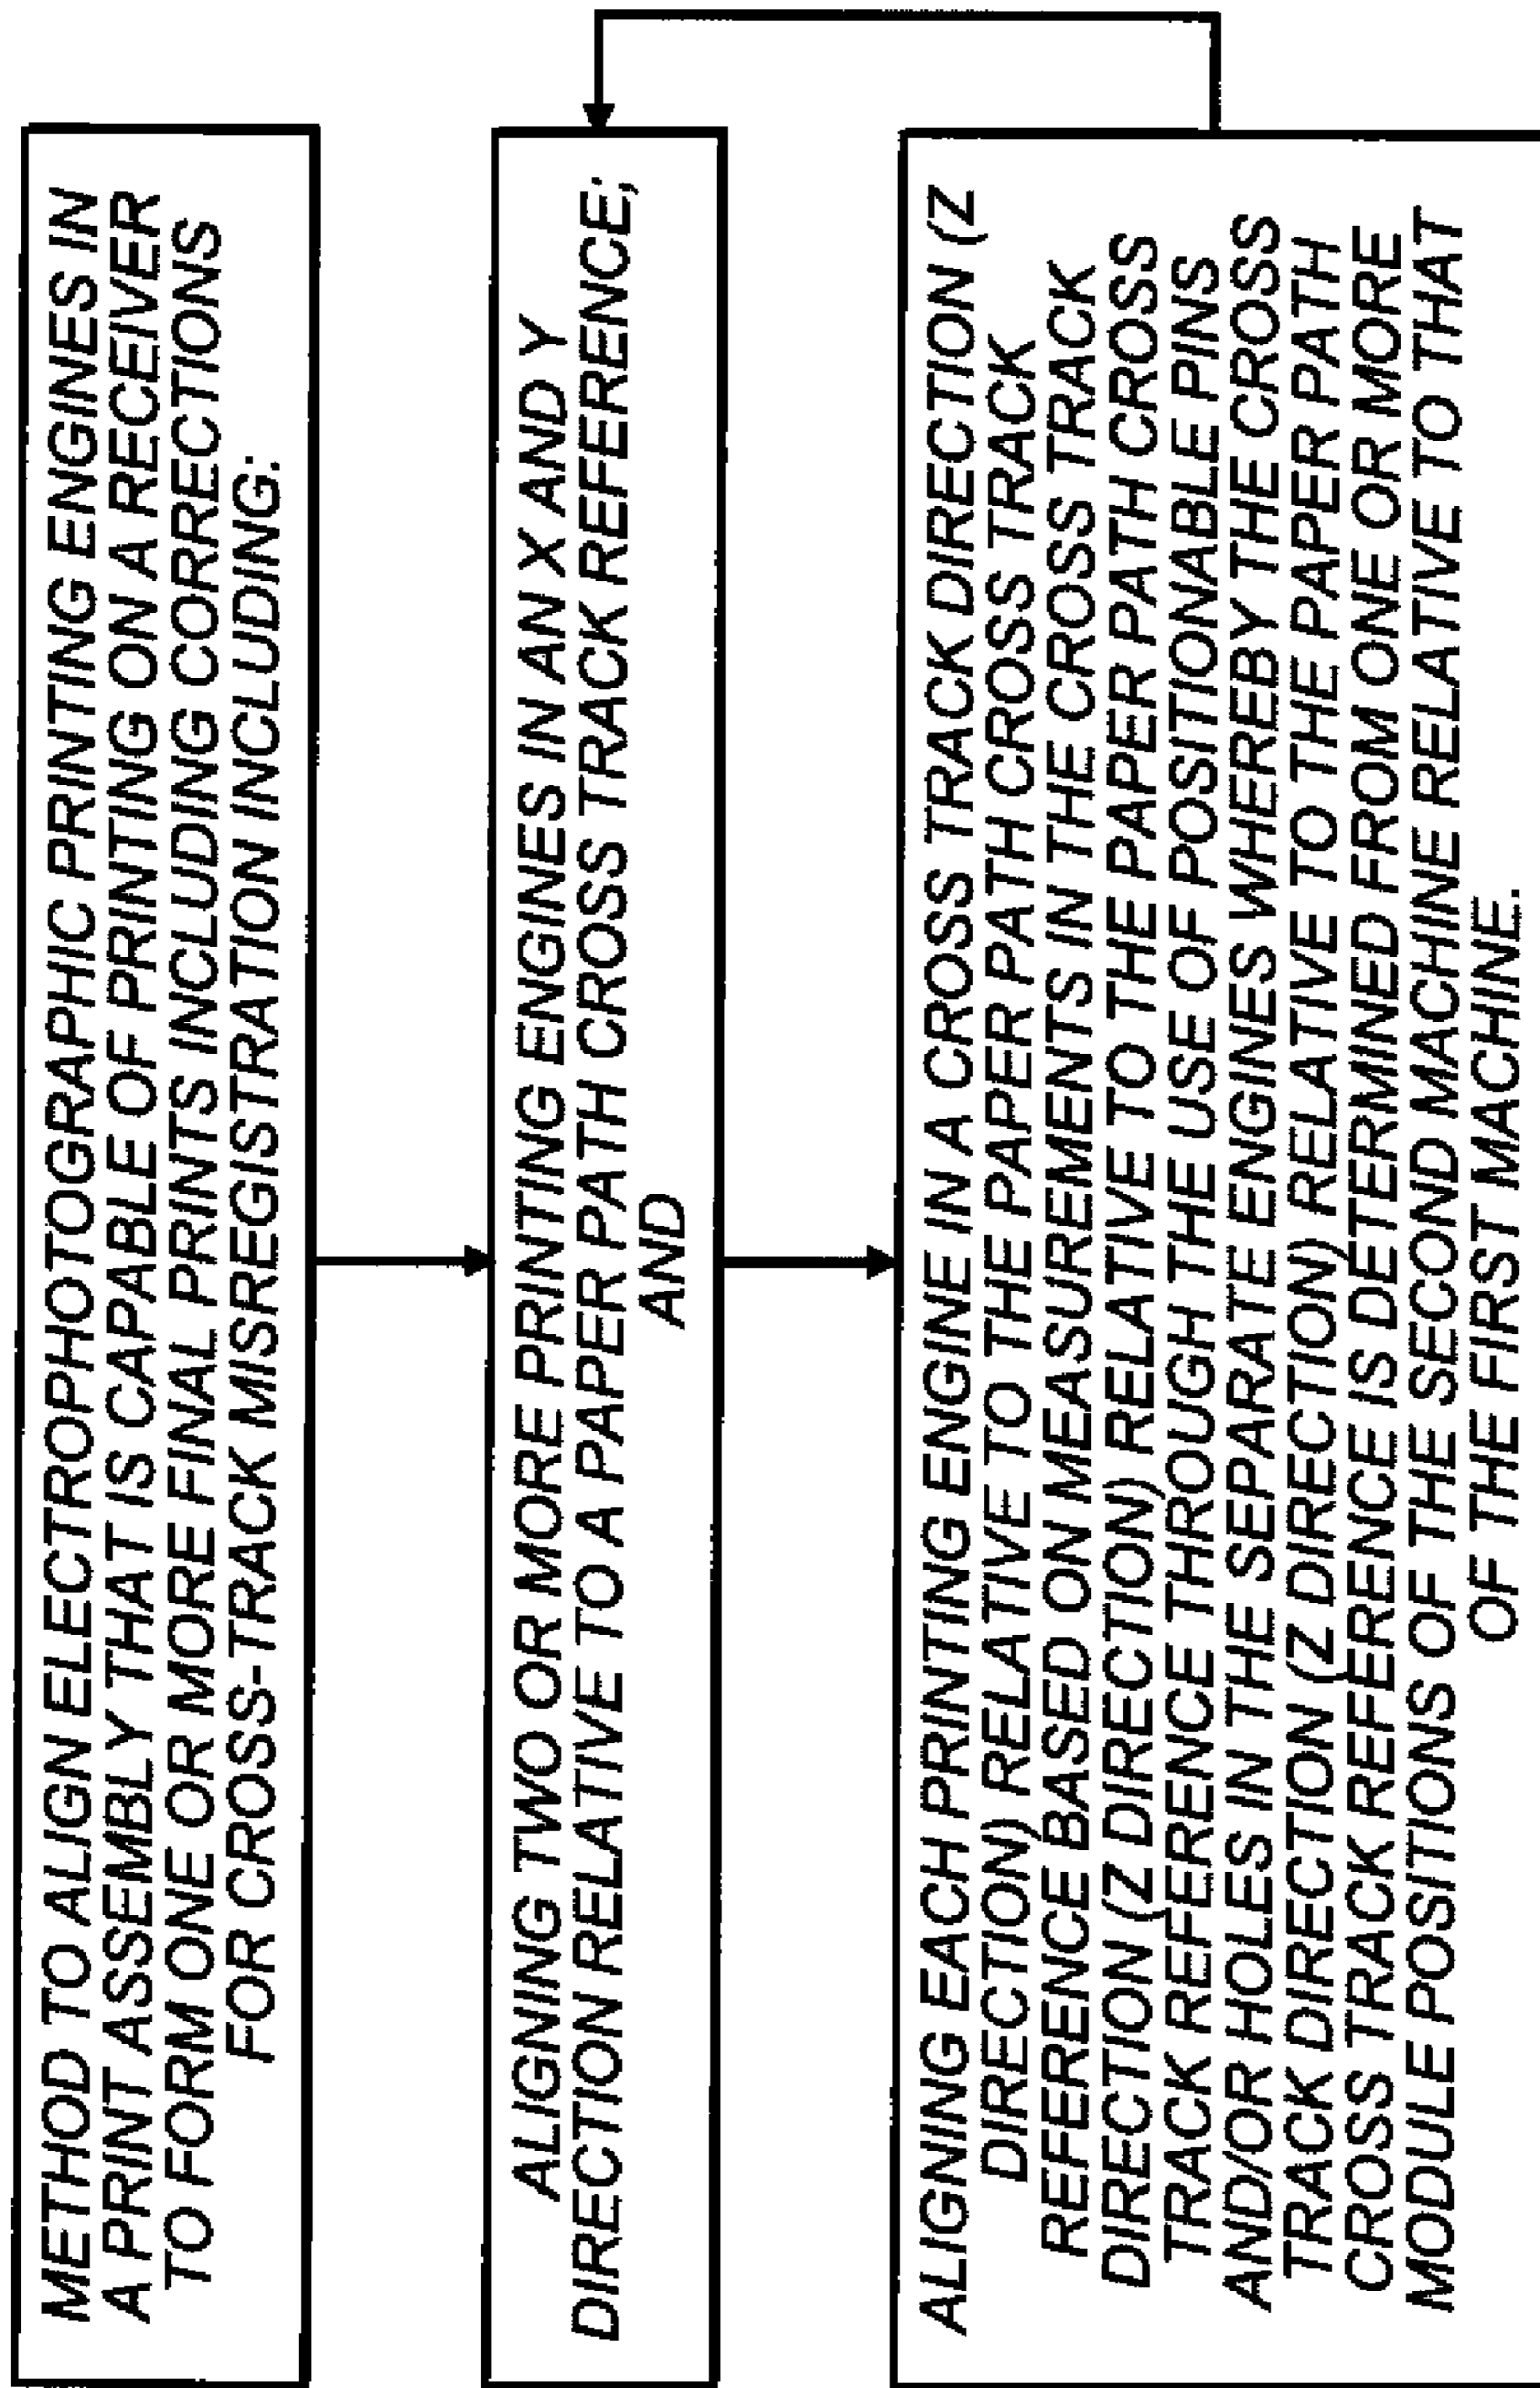 METHOD TO ALIGN ELECTROPHOTOGRAPHIC PRINTING ENGINES IN
A PRINT ASSEMBLY THAT IS CAPABLE OF PRINTING ON A RECEIVER
TO FORM ONE OR MORE FINAL PRINTS INCLUDING CORRECTIONS
FOR CROSS-TRACK MISREGISTRATION INCLUDING:
ALIGNING TWO OR MORE PRINTING ENGINES IN AN X AND Y
DIRECTION RELATIVE TO A PAPER PATH CROSS TRACK REFERENCE;
AND
ALIGNING EACH PRINTING ENGINE IN A CROSS TRACK DIRECTION (Z
DIRECTION) RELATIVE TO THE PAPER PATH CROSS TRACK
REFERENCE BASED ON MEASUREMENTS IN THE CROSS TRACK
DIRECTION (Z DIRECTION) RELATIVE TO THE PAPER PATH CROSS
TRACK REFERENCE THROUGH THE USE OF POSITIONABLE PINS
AND/OR HOLES IN THE SEPARATE ENGINES WHEREBY THE CROSS
TRACK DIRECTION (Z DIRECTION) RELATIVE TO THE PAPER PATH
CROSS TRACK REFERENCE IS DETERMINED FROM ONE OR MORE
MODULE POSITIONS OF THE SECOND MACHINE RELATIVE TO THAT
OF THE FIRST MACHINE.